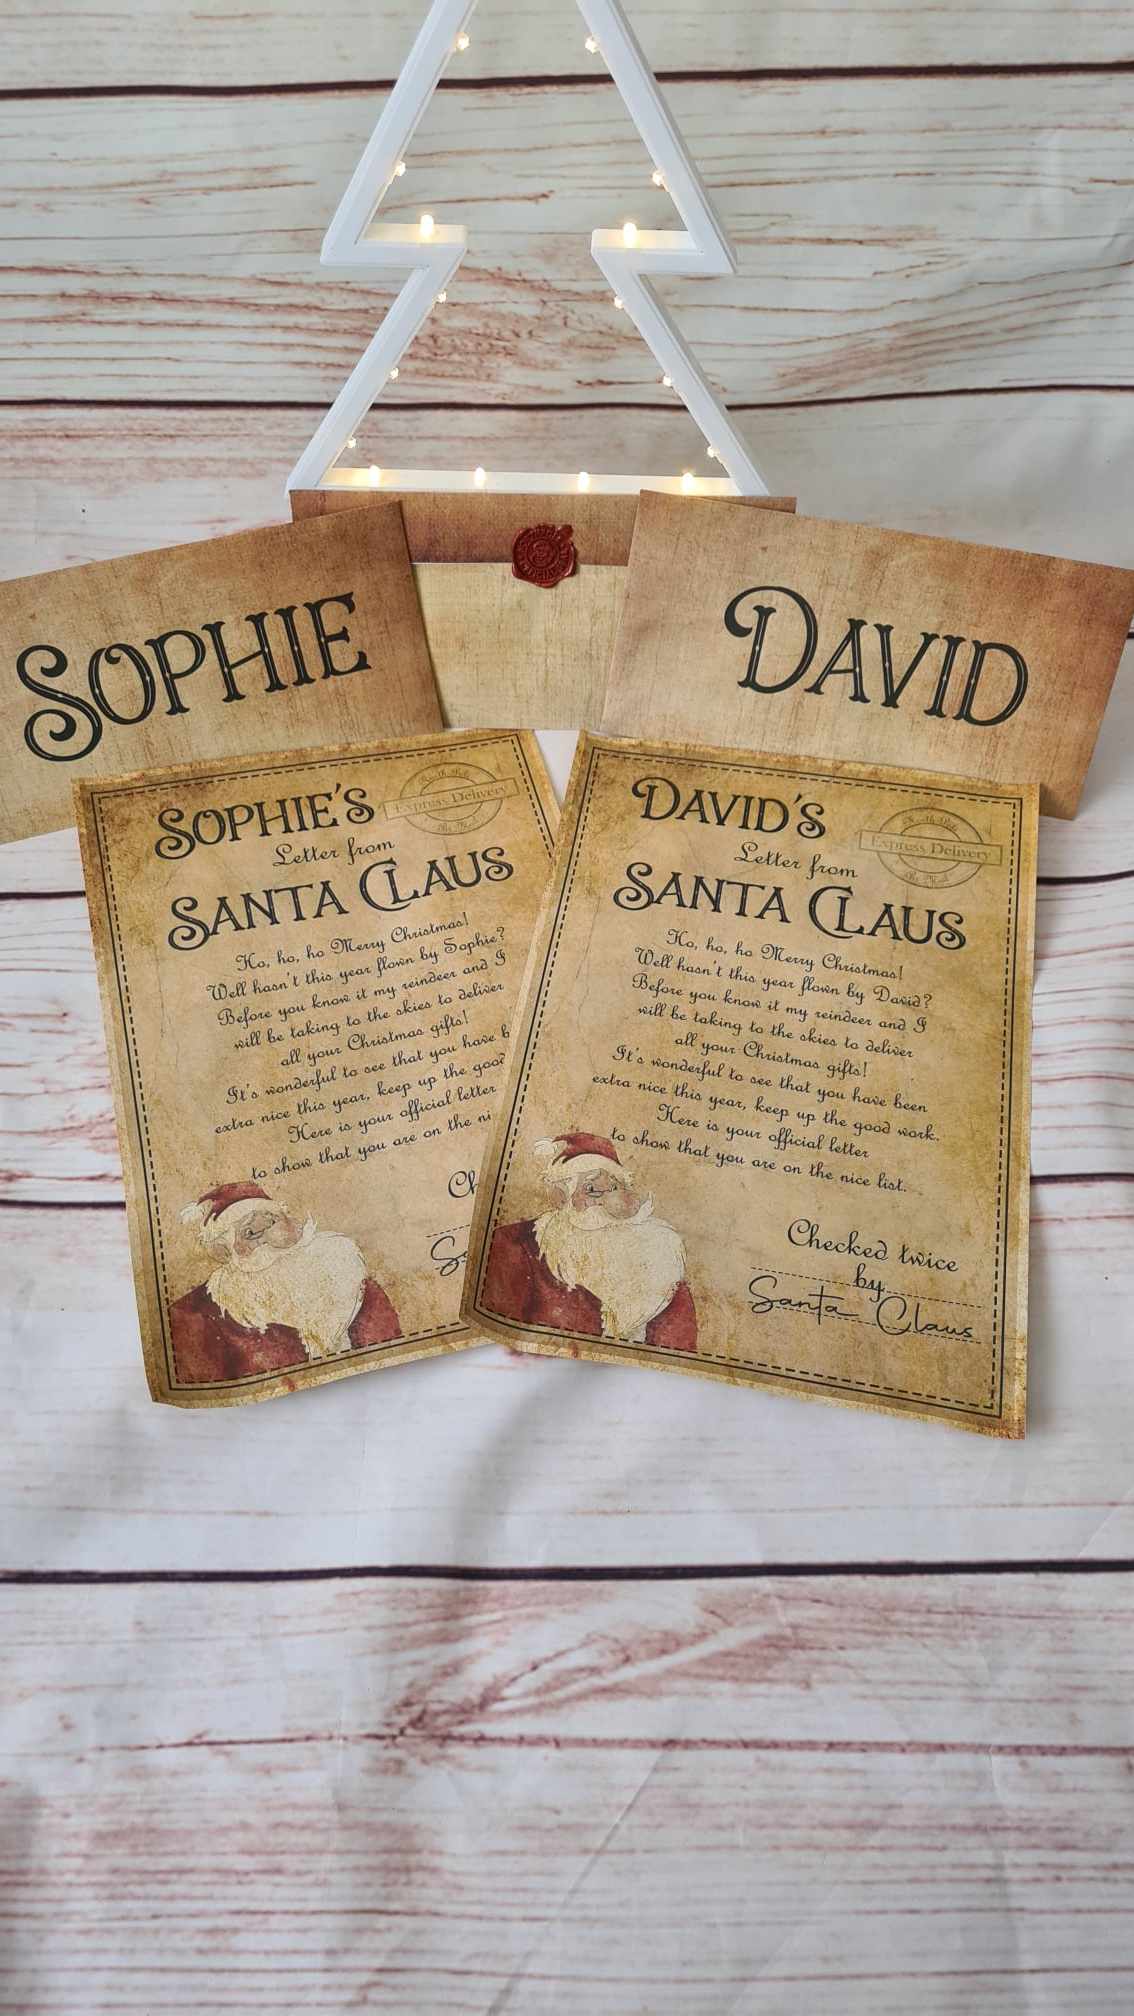 SOPHIE
DAVID
SOPHIE'S
Express Delivery
Letter from
SANTA CLAUS
Ho, ho, ho Merry Christmas!
Well hasn't this year flown by Sophie?
Before you know it my reindeer and I
will be taking to the skies to deliver
all your Christmas gifts!
It's wonderful to see that you have b
extra nice this year, keep up the good
Here is your official letter
to show that you are on the ni
Ch
DAVID'S
North Pole
Express Delivery
Letter from
SANTA CLAUS
Ho, ho, ho Merry Christmas!
Well hasn't this year flown by David?
Before you know it my reindeer and I
will be taking to the skies to deliver
all your Christmas gifts!
It's wonderful to see that you have been
extra nice this year, keep up the good work.
Here is your official letter
to show that you are on the nice list.
Checked twice
by
Santa Claus